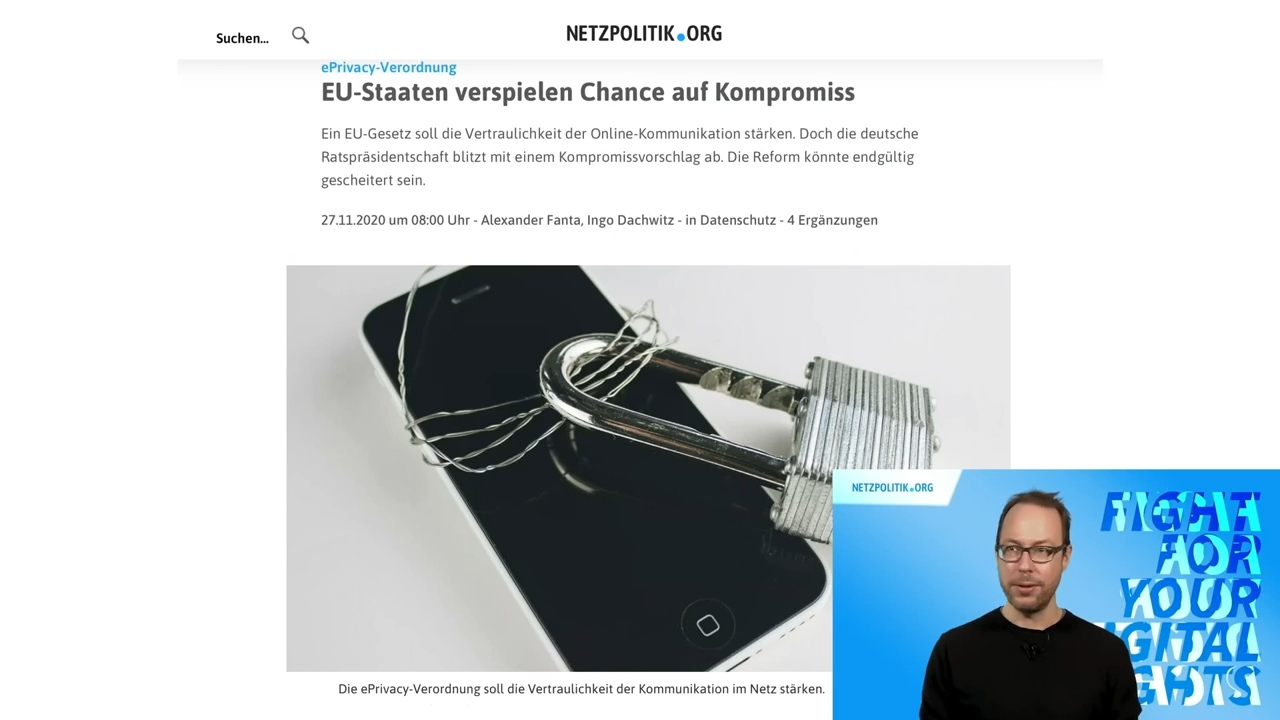 Suchen...
NETZPOLITIK.ORG
ePrivacy-Verordnung
EU-Staaten verspielen Chance auf Kompromiss
Ein EU-Gesetz soll die Vertraulichkeit der Online-Kommunikation stärken. Doch die deutsche
Ratspräsidentschaft blitzt mit einem Kompromissvorschlag ab. Die Reform könnte endgültig
gescheitert sein.
27.11.2020 um 08:00 Uhr - Alexander Fanta, Ingo Dachwitz - in Datenschutz - 4 Ergänzungen
Die ePrivacy-Verordnung soll die Vertraulichkeit der Kommunikation im Netz stärken.
NETZPOLITIK.ORG
FIGHT
FOR
YOUR
IGITAL
GHTS